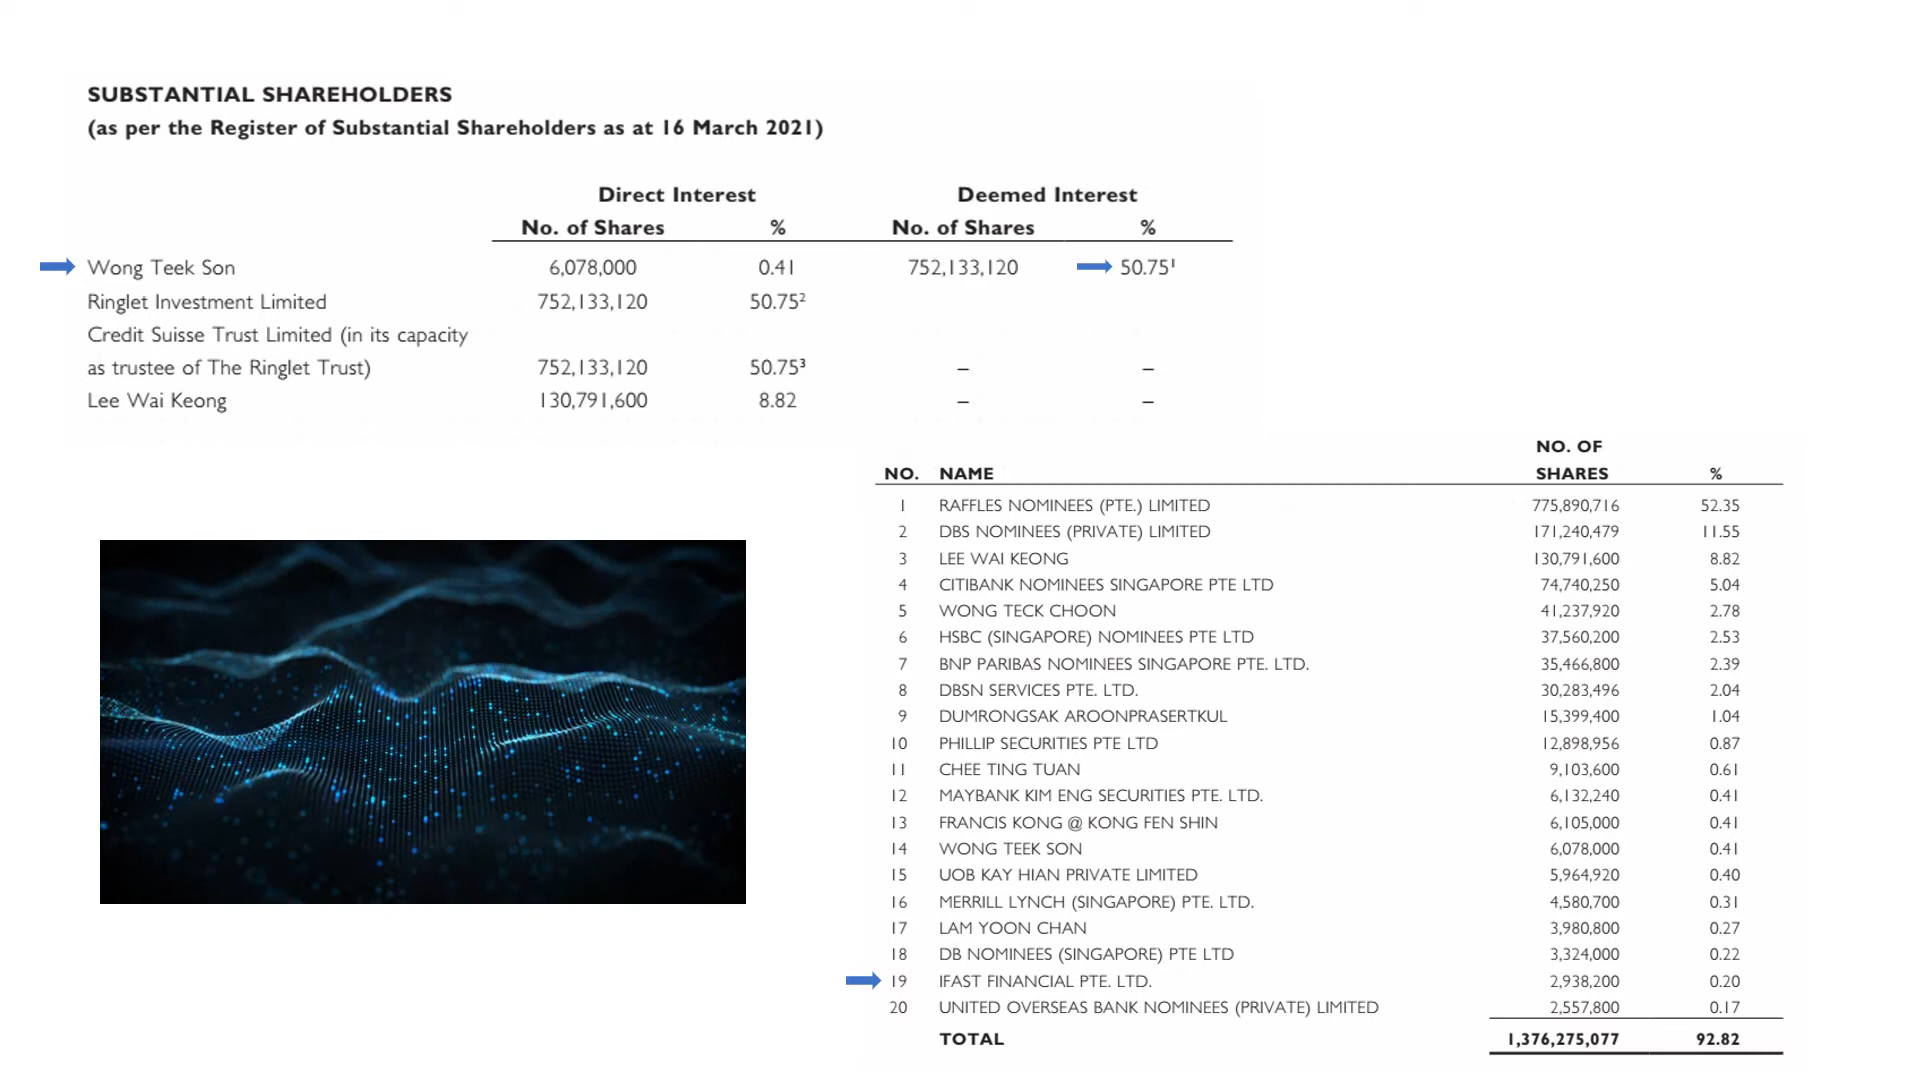 SUBSTANTIAL SHAREHOLDERS
(as per the Register of Substantial Shareholders as at 16 March 2021)
Direct Interest Deemed Interest
No. of Shares % No. of Shares %
Wong Teek Son 6,078,000 0.41 752,133,120 50.75¹
Ringlet Investment Limited 752,133,120 50.75²
Credit Suisse Trust Limited (in its capacity
as trustee of The Ringlet Trust) 752,133,120 50.75³ – –
Lee Wai Keong 130,791,600 8.82 – –
NO. OF
NO. NAME SHARES %
1 RAFFLES NOMINEES (PTE.) LIMITED 775,890,716 52.35
2 DBS NOMINEES (PRIVATE) LIMITED 171,240,479 11.55
3 LEE WAI KEONG 130,791,600 8.82
4 CITIBANK NOMINEES SINGAPORE PTE LTD 74,740,250 5.04
5 WONG TECK CHOON 41,237,920 2.78
6 HSBC (SINGAPORE) NOMINEES PTE LTD 37,560,200 2.53
7 BNP PARIBAS NOMINEES SINGAPORE PTE. LTD. 35,466,800 2.39
8 DBSN SERVICES PTE. LTD. 30,283,496 2.04
9 DUMRONGSAK AROONPRASERTKUL 15,399,400 1.04
10 PHILLIP SECURITIES PTE LTD 12,898,956 0.87
11 CHEE TING TUAN 9,103,600 0.61
12 MAYBANK KIM ENG SECURITIES PTE. LTD. 6,132,240 0.41
13 FRANCIS KONG @ KONG FEN SHIN 6,105,000 0.41
14 WONG TEEK SON 6,078,000 0.41
15 UOB KAY HIAN PRIVATE LIMITED 5,964,920 0.40
16 MERRILL LYNCH (SINGAPORE) PTE. LTD. 4,580,700 0.31
17 LAM YOON CHAN 3,980,800 0.27
18 DB NOMINEES (SINGAPORE) PTE LTD 3,324,000 0.22
19 IFAST FINANCIAL PTE. LTD. 2,938,200 0.20
20 UNITED OVERSEAS BANK NOMINEES (PRIVATE) LIMITED 2,557,800 0.17
TOTAL 1,376,275,077 92.82